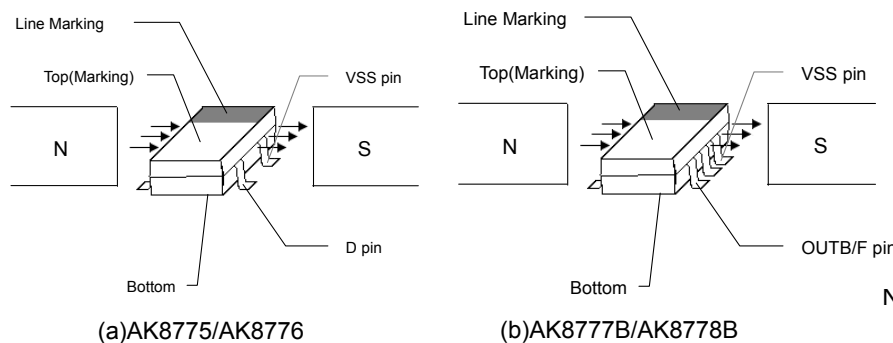 Line Marking
Top(Marking)
VSS pin
N
S
D pin
Bottom
(a)AK8775/AK8776
Line Marking
Top(Marking)
VSS pin
N
S
OUTB/F pin
Bottom
N
(b)AK8777B/AK8778B